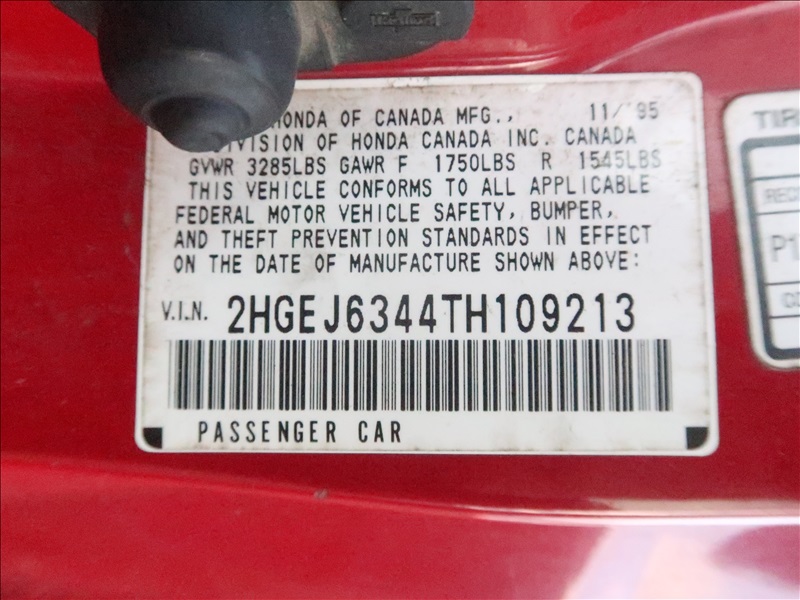 HONDA OF CANADA MFG., 11/'95
DIVISION OF HONDA CANADA INC. CANADA
GVWR 3285LBS GAWR F 1750LBS R 1545LBS
THIS VEHICLE CONFORMS TO ALL APPLICABLE
FEDERAL MOTOR VEHICLE SAFETY, BUMPER,
AND THEFT PREVENTION STANDARDS IN EFFECT
ON THE DATE OF MANUFACTURE SHOWN ABOVE:
V.I.N. 2HGEJ6344TH109213
PASSENGER CAR